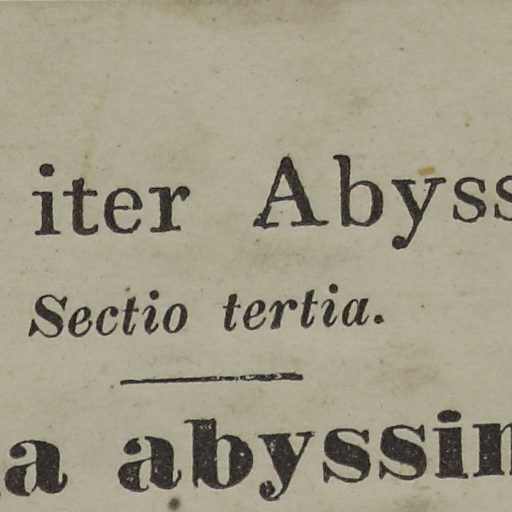 iter Abyss
Sectio tertia.
a abyssin